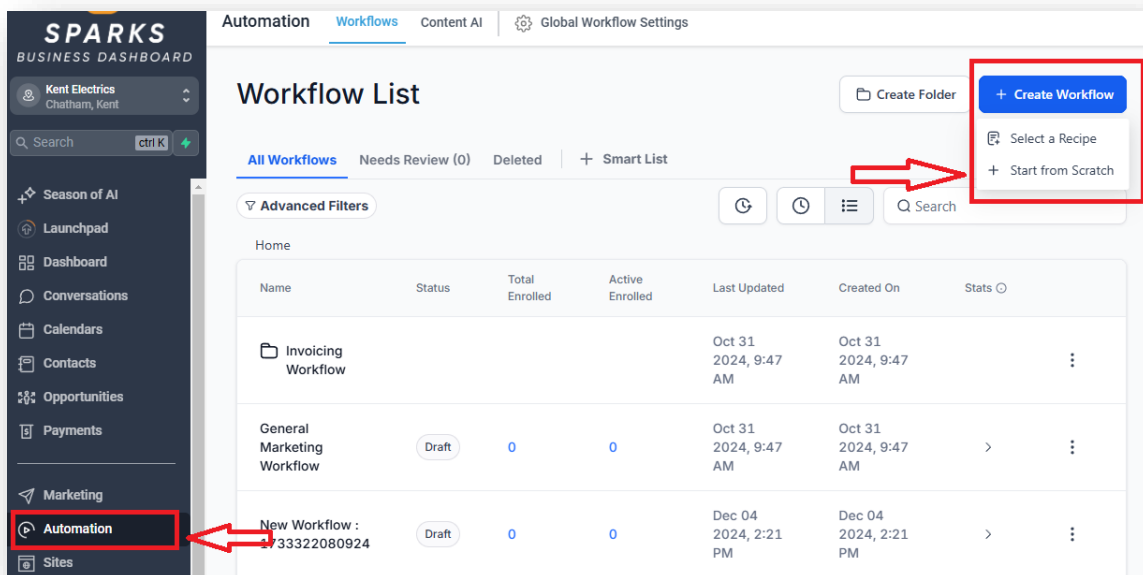 SPARKS
BUSINESS DASHBOARD
Kent Electrics
Chatham, Kent
Search ctrl K
Season of AI
Launchpad
Dashboard
Conversations
Calendars
Contacts
Opportunities
Payments
Marketing
Automation
Sites
Automation Workflows Content AI Global Workflow Settings
Workflow List
Create Folder
+ Create Workflow
Select a Recipe
+ Start from Scratch
All Workflows Needs Review (0) Deleted + Smart List
Advanced Filters
Search
Home
Name Status Total Enrolled Active Enrolled Last Updated Created On Stats
Invoicing Workflow Oct 31 2024, 9:47 AM Oct 31 2024, 9:47 AM
General Marketing Workflow Draft 0 0 Oct 31 2024, 9:47 AM Oct 31 2024, 9:47 AM
New Workflow : 1733322080924 Draft 0 0 Dec 04 2024, 2:21 PM Dec 04 2024, 2:21 PM